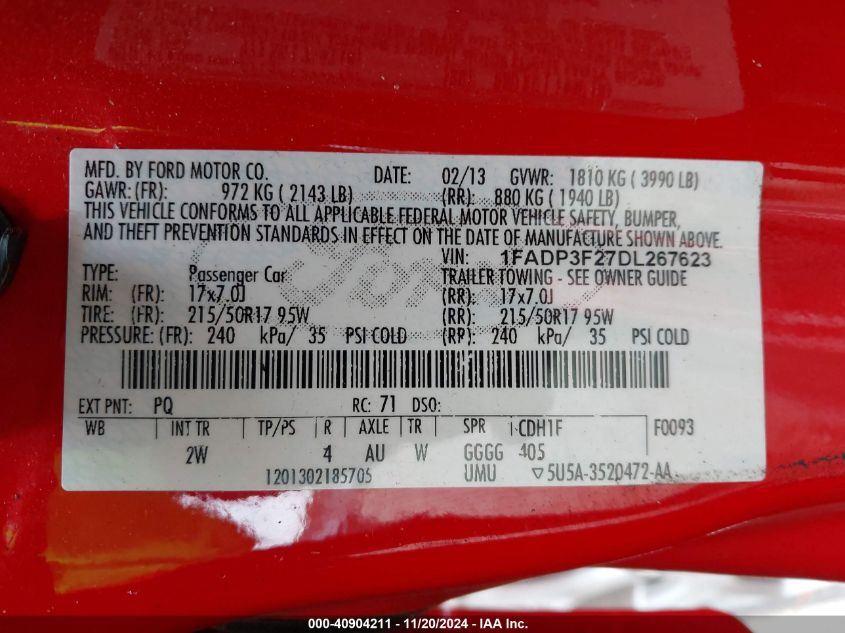 MFD. BY FORD MOTOR CO. DATE: 02/13 GVWR: 1810 KG ( 3990 LB)
GAWR: (FR): 972 KG ( 2143 LB) (RR): 880 KG ( 1940 LB)
THIS VEHICLE CONFORMS TO ALL APPLICABLE FEDERAL MOTOR VEHICLE SAFETY, BUMPER,
AND THEFT PREVENTION STANDARDS IN EFFECT ON THE DATE OF MANUFACTURE SHOWN ABOVE.
VIN: 1FADP3F27DL267623
TYPE: Passenger Car TRAILER TOWING - SEE OWNER GUIDE
RIM: (FR): 17x7.0J (RR): 17x7.0J
TIRE: (FR): 215/50R17 95W (RR): 215/50R17 95W
PRESSURE: (FR): 240 kPa/ 35 PSI COLD (RR): 240 kPa/ 35 PSI COLD
EXT PNT: PQ RC: 71 DSO:
WB INT TR TP/PS R AXLE TR SPR CDH1F F0093
2W 4 AU W GGGG 405
1201302185705 UMU ▽5U5A-3520472-AA
000-40904211 - 11/20/2024 - IAA Inc.